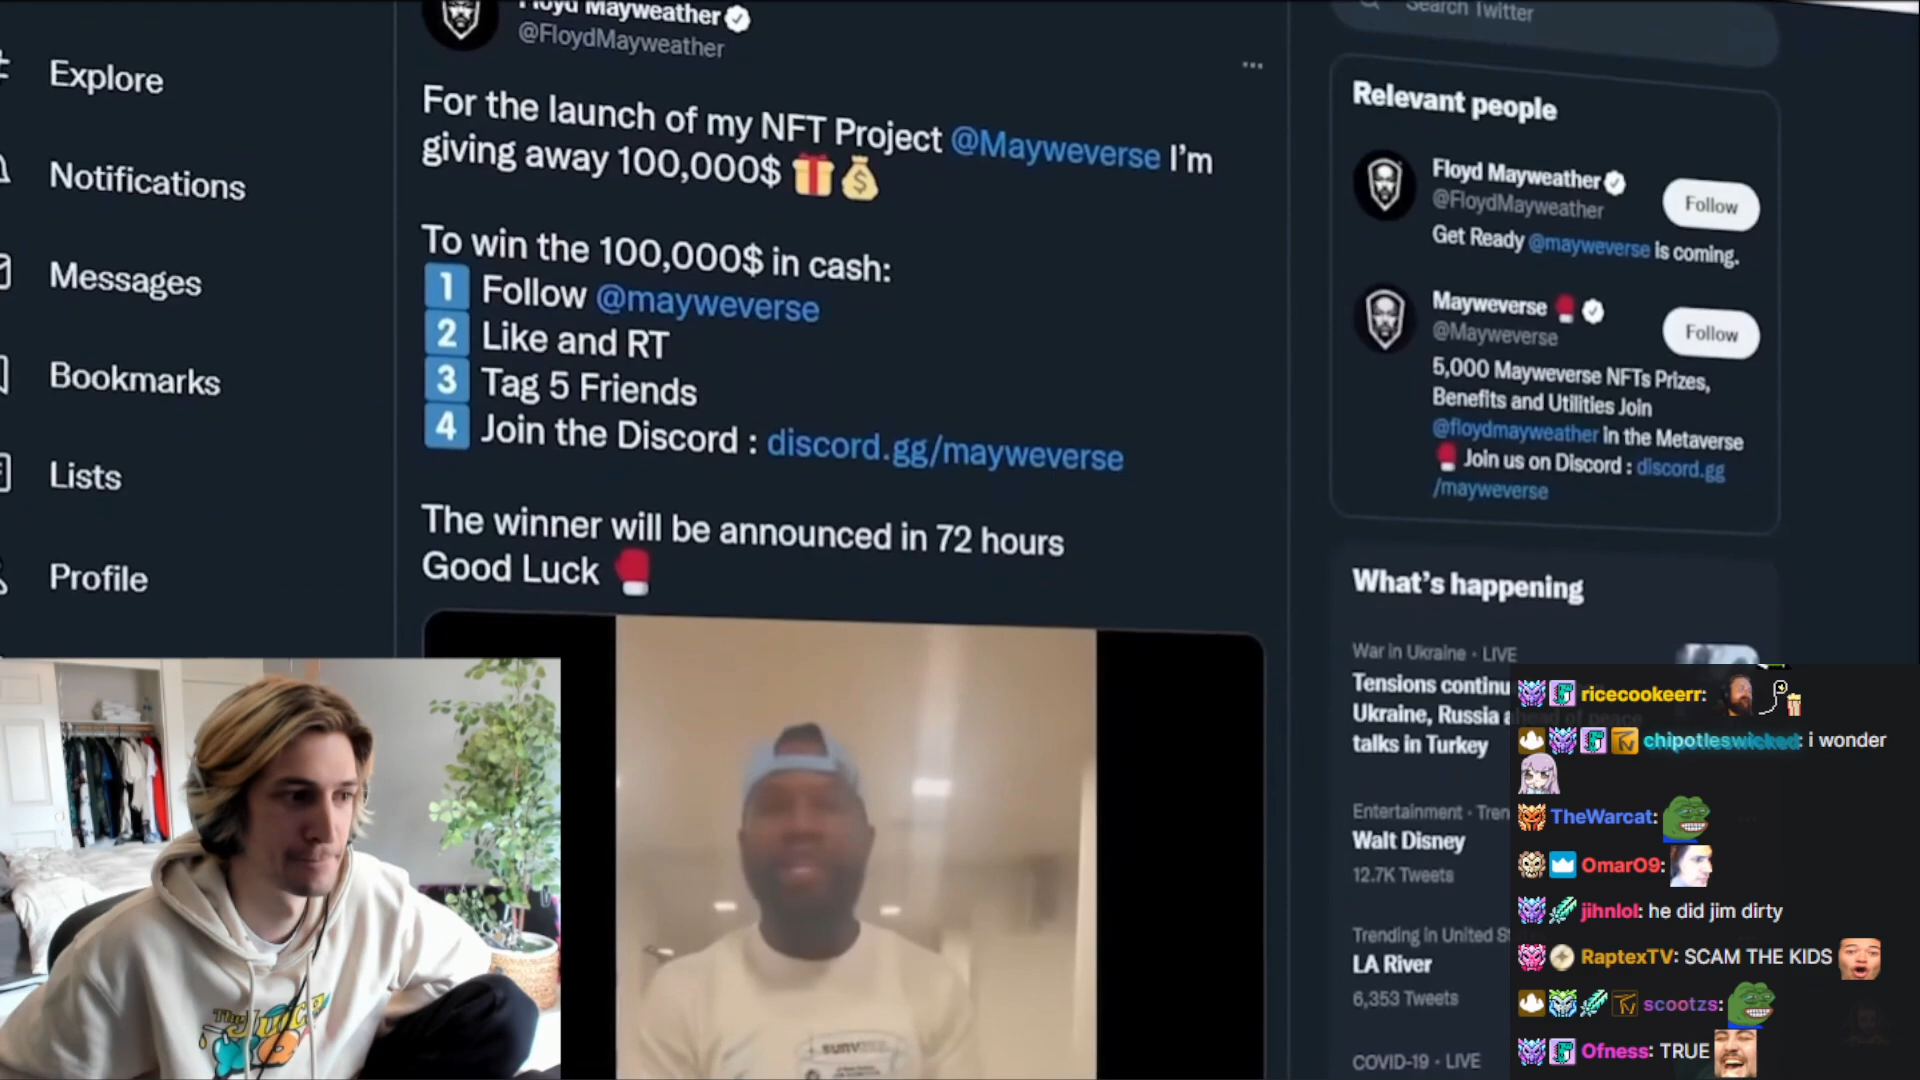 Explore
Notifications
Messages
Bookmarks
Lists
Profile
Floyd Mayweather
@FloydMayweather
For the launch of my NFT Project @Mayweverse I'm
giving away 100,000$ 🎁💰
To win the 100,000$ in cash:
1 Follow @mayweverse
2 Like and RT
3 Tag 5 Friends
4 Join the Discord : discord.gg/mayweverse
The winner will be announced in 72 hours
Good Luck 🥊
Search Twitter
Relevant people
Floyd Mayweather
@FloydMayweather
Follow
Get Ready @mayweverse is coming.
Mayweverse 🥊
@Mayweverse
Follow
5,000 Mayweverse NFTs Prizes,
Benefits and Utilities Join
@floydmayweather in the Metaverse
🥊 Join us on Discord : discord.gg
/mayweverse
What's happening
War in Ukraine · LIVE
Tensions continu
Ukraine, Russia ahead of peace
talks in Turkey
Entertainment · Tren
Walt Disney
12.7K Tweets
Trending in United S
LA River
6,353 Tweets
COVID-19 · LIVE
ricecookeerr:
chipotleswicked: i wonder
TheWarcat:
OmarO9:
jihnlol: he did jim dirty
RaptexTV: SCAM THE KIDS
scootzs:
Ofness: TRUE